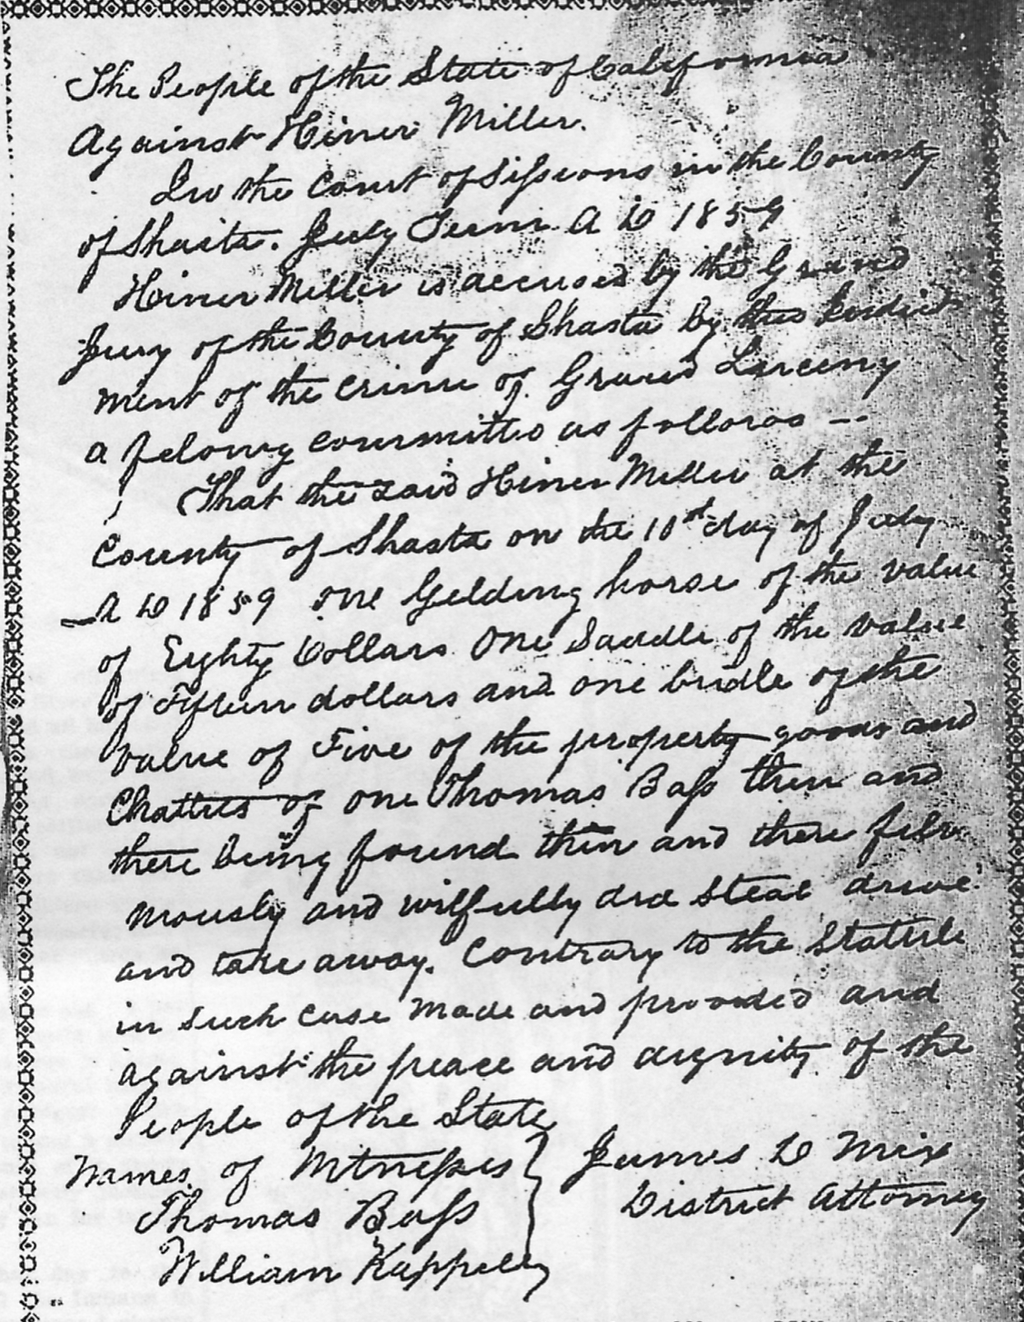 The People of the State of California
Against Hiner Miller.
In the Court of Sessions in the County
of Shasta. July Term A D 1859
Hiner Miller is accused by the Grand
Jury of the County of Shasta by this Indict
ment of the crime of Grand Larceny
a felony committed as follows --
That the said Hiner Miller at the
County of Shasta on the 10th day of July
A D 1859 one Gelding horse of the value
of Eighty Dollars One Saddle of the value
of Fifteen dollars and one bridle of the
value of Five of the property goods and
Chattles of one Thomas Bass then and
there being found then and there felo
niously and wilfully did steal drive
and take away. Contrary to the Statute
in such case made and provided and
against the peace and dignity of the
People of the State
Names of Witnesses
Thomas Bass
William Kappeley
James D Mix
District Attorney